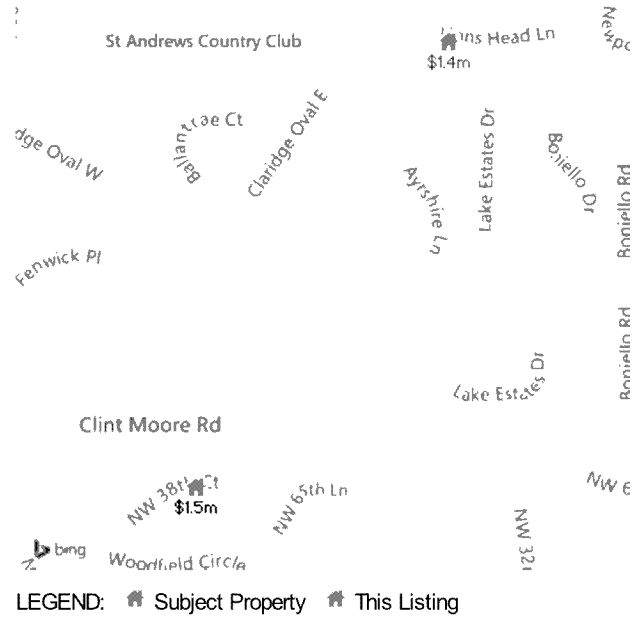 St Andrews Country Club
Head Ln
$1.4m
Ballantrae Ct
Claridge Oval E
Oval W
Ayrshire Ln
Lake Estates Dr
Boniello Dr
Boniello Rd
Fenwick Pl
Boniello Rd
Lake Estates Dr
Clint Moore Rd
NW 38th Ct
$1.5m
NW 65th Ln
NW
NW
bing
Woodfield Circle
LEGEND: Subject Property This Listing